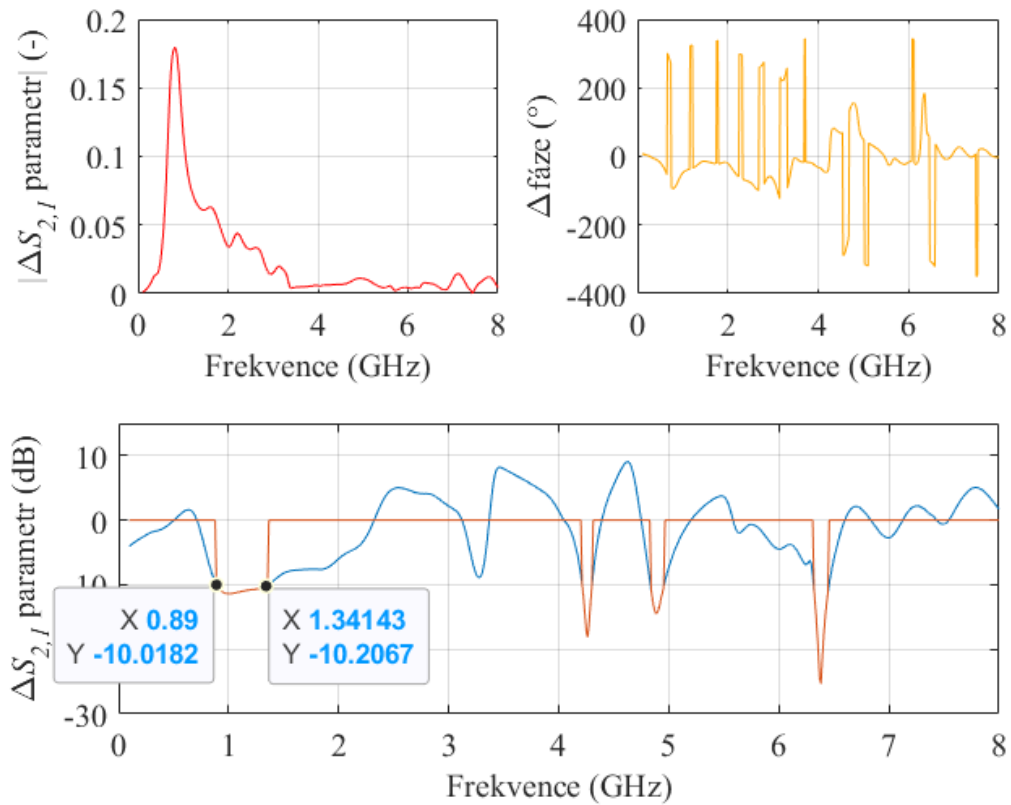 |ΔS2,1 parametr| (-)
0.2
0.15
0.1
0.05
0
0 2 4 6 8
Frekvence (GHz)
Δfáze (°)
400
200
0
-200
-400
0 2 4 6 8
Frekvence (GHz)
ΔS2,1 parametr (dB)
10
0
10
-30
X 0.89
Y -10.0182
X 1.34143
Y -10.2067
0 1 2 3 4 5 6 7 8
Frekvence (GHz)